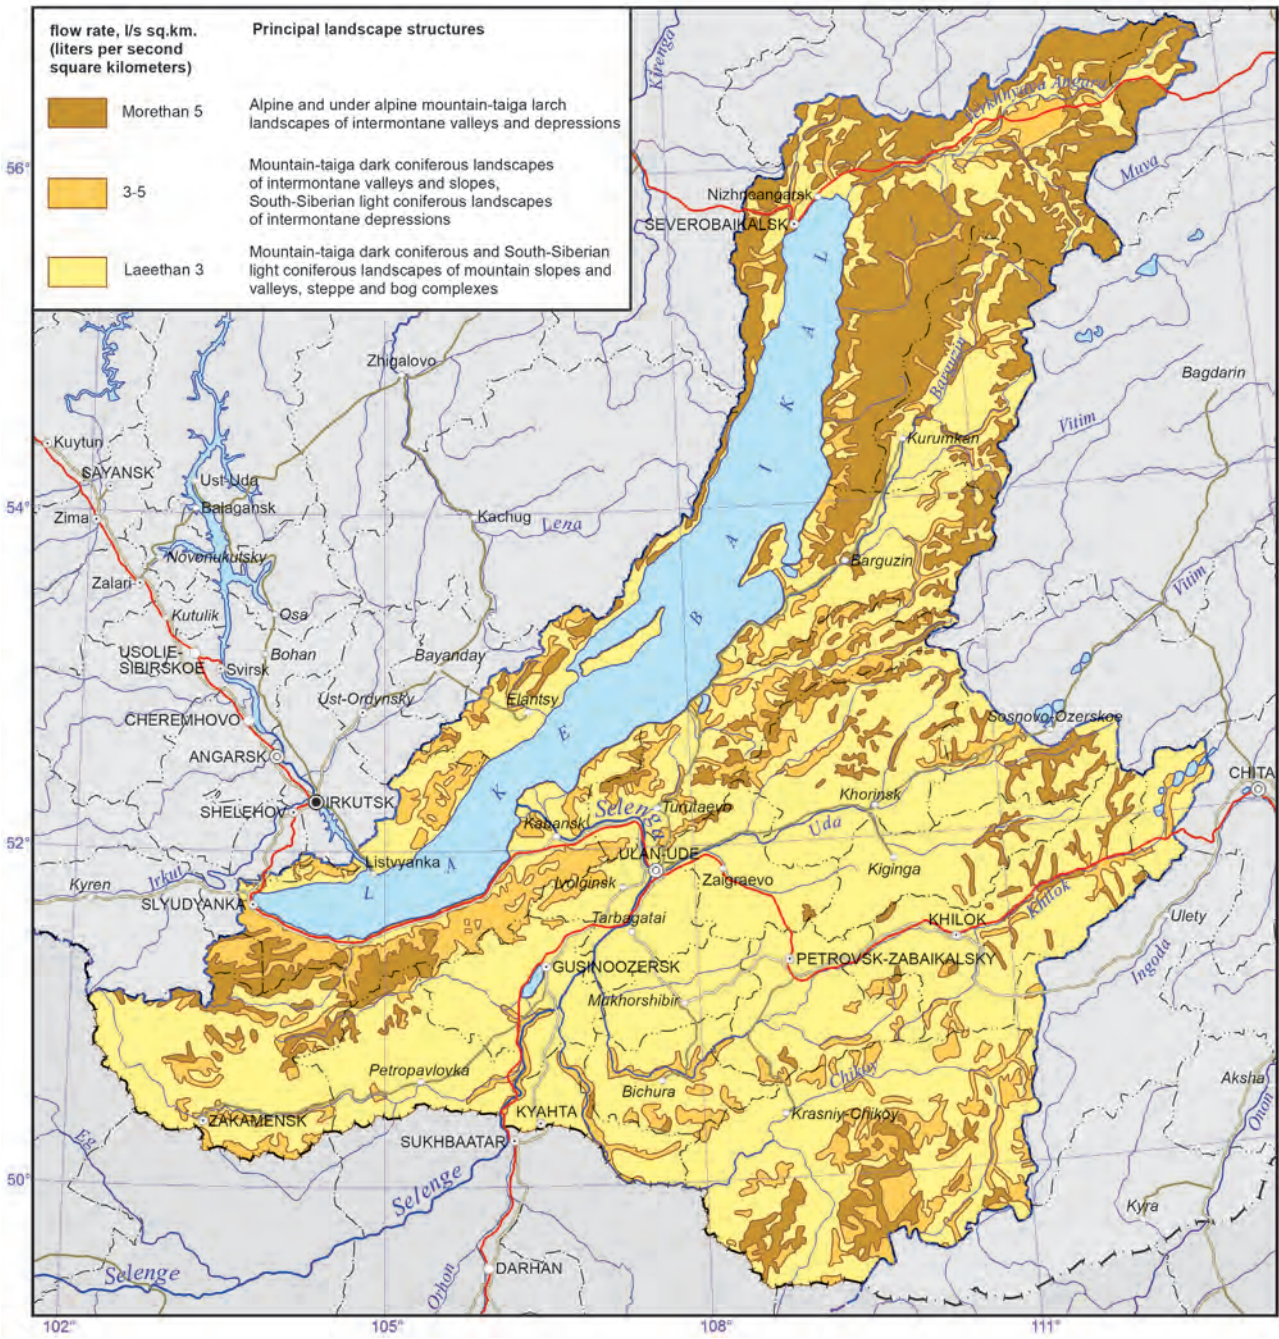 flow rate, l/s sq.km.
(liters per second
square kilometers)
Principal landscape structures
Morethan 5
Alpine and under alpine mountain-taiga larch
landscapes of intermontane valleys and depressions
3-5
Mountain-taiga dark coniferous landscapes
of intermontane valleys and slopes,
South-Siberian light coniferous landscapes
of intermontane depressions
Laeethan 3
Mountain-taiga dark coniferous and South-Siberian
light coniferous landscapes of mountain slopes and
valleys, steppe and bog complexes
Kirenga
Verkhnyaya Angara
56°
Muya
Nizhneangarsk
SEVEROBAIKALSK
Zhigalovo
Barguzin
Bagdarin
Vitim
Kuytun
Kurumkan
SAYANSK
Ust-Uda
Balagansk
54°
Zima
Kachug
Lena
Novonukutsky
Barguzin
Zalari
Vitim
Kutulik
Osa
USOLIE-
SIBIRSKOE
Bohan
Bayanday
Svirsk
Ust-Ordynsky
Elantsy
CHEREMHOVO
Sosnovo-Ozerskoe
ANGARSK
CHITA
LAKE BAIKAL
IRKUTSK
Khorinsk
SHELEHOV
Selenga
Turutaevo
Kabansk
Uda
52°
Listvyanka
ULAN-UDE
Kiginga
Kyren
Irkut
Ivolginsk
Zaigraevo
SLYUDYANKA
Khilok
Tarbagatai
KHILOK
Ulety
GUSINOOZERSK
PETROVSK-ZABAIKALSKY
Ingoda
Mukhorshibir
Petropavlovka
Chikoy
Bichura
Aksha
ZAKAMENSK
KYAHTA
Krasniy-Chikoy
Onon
Eg
SUKHBAATAR
50°
Selenge
Kyra
Selenge
Orhon
DARHAN
102°
105°
108°
111°